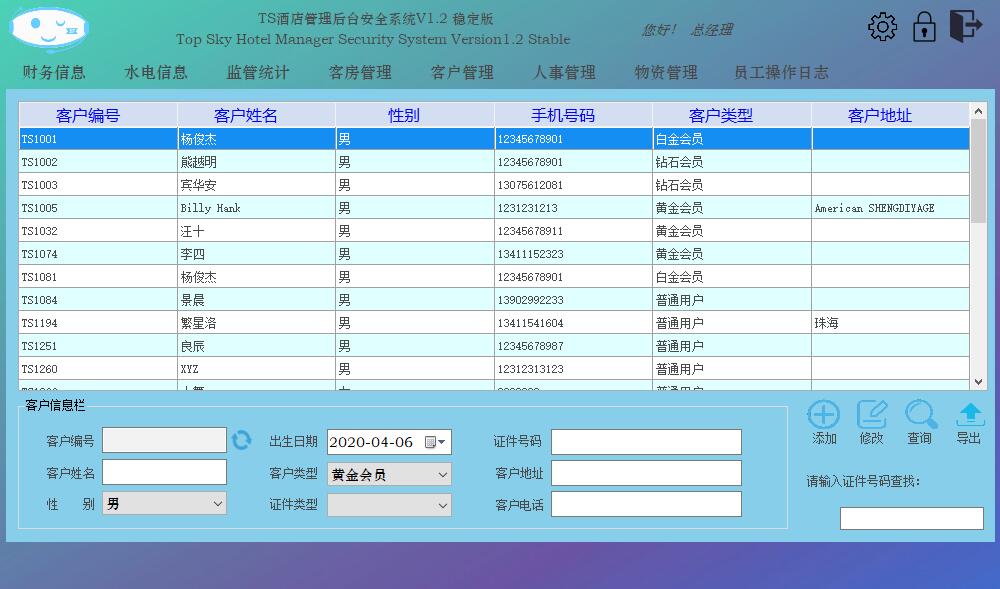 TS酒店管理后台安全系统V1.2 稳定版
Top Sky Hotel Manager Security System Version1.2 Stable
您好! 总经理
财务信息 水电信息 监管统计 客房管理 客户管理 人事管理 物资管理 员工操作日志
客户编号 客户姓名 性别 手机号码 客户类型 客户地址
TS1001 杨俊杰 男 12345678901 白金会员
TS1002 熊越明 男 12345678901 钻石会员
TS1003 宾华安 男 13075612081 钻石会员
TS1005 Billy Hank 男 1231231213 黄金会员 American SHENGDIYAGE
TS1032 汪十 男 12345678911 黄金会员
TS1074 李四 男 13411152323 黄金会员
TS1081 杨俊杰 男 12345678901 白金会员
TS1084 景晨 男 13902992233 普通用户
TS1194 繁星洛 男 13411541604 普通用户 珠海
TS1251 良辰 男 12345678987 普通用户
TS1260 XYZ 男 12312313123 普通用户
客户信息栏
客户编号 出生日期 2020-04-06 证件号码
客户姓名 客户类型 黄金会员 客户地址
性 别 男 证件类型 客户电话
添加 修改 查询 导出
请输入证件号码查找: